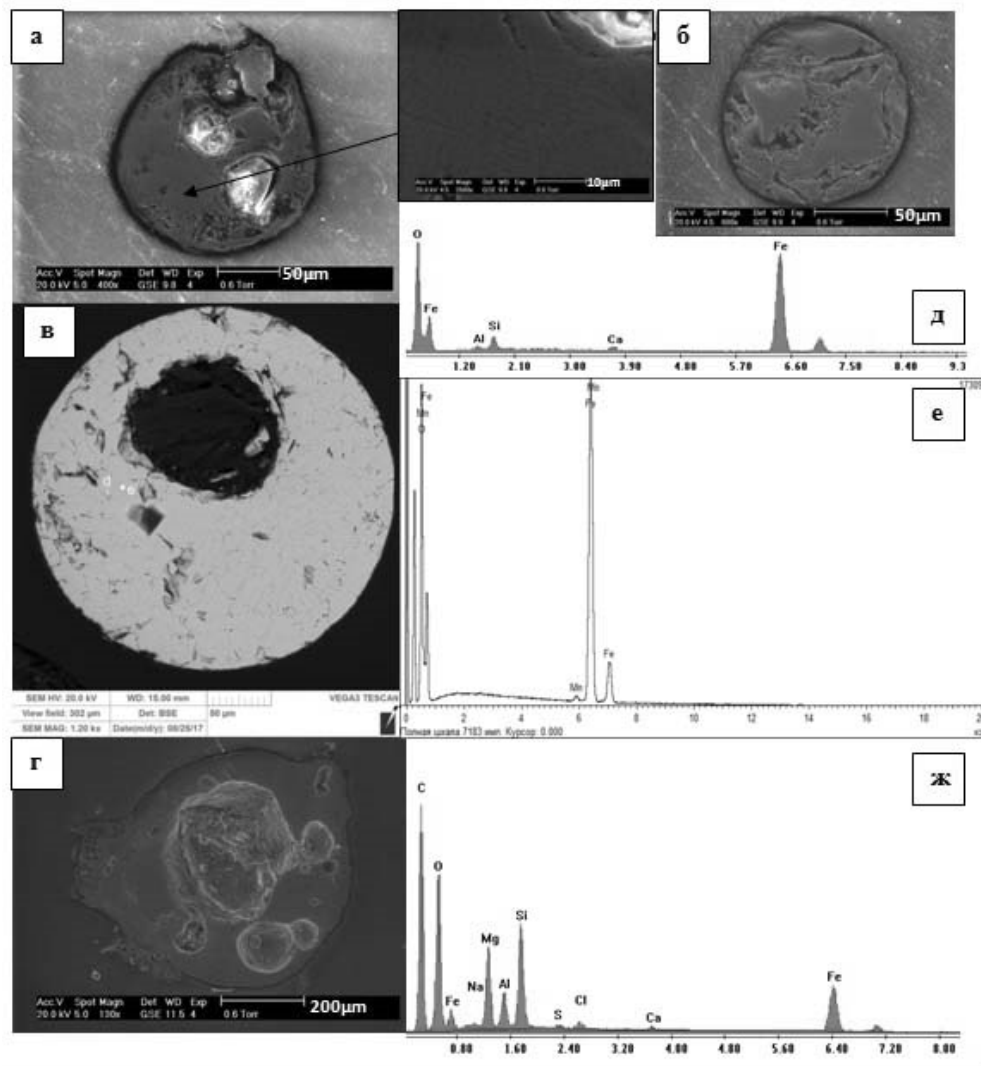 а
б
10µm
50µm
Acc.V Spot Magn Det WD Exp
20.0 kV 5.0 400x GSE 9.8 4 0.6 Torr
50µm
O
Fe
Al
Si
Ca
Fe
д
1.20 2.10 3.00 3.90 4.80 5.70 6.60 7.50 8.40 9.3
в
SEM HV: 20.0 kV WD: 15.00 mm VEGA3 TESCAN
View field: 302 µm Det: BSE 50 µm
SEM MAG: 1.20 kx Date(m/d/y): 08/25/17
е
Fe
Mn
O
Mn
Fe
Mn
Fe
0 2 4 6 8 10 12 14 16 18
Полная шкала 7183 имп. Курсор: 0.000
г
Acc.V Spot Magn Det WD Exp
20.0 kV 5.0 130x GSE 11.5 4 0.6 Torr
200µm
ж
C
O
Fe
Na
Mg
Al
Si
S
Cl
Ca
Fe
0.80 1.60 2.40 3.20 4.00 4.80 5.60 6.40 7.20 8.00